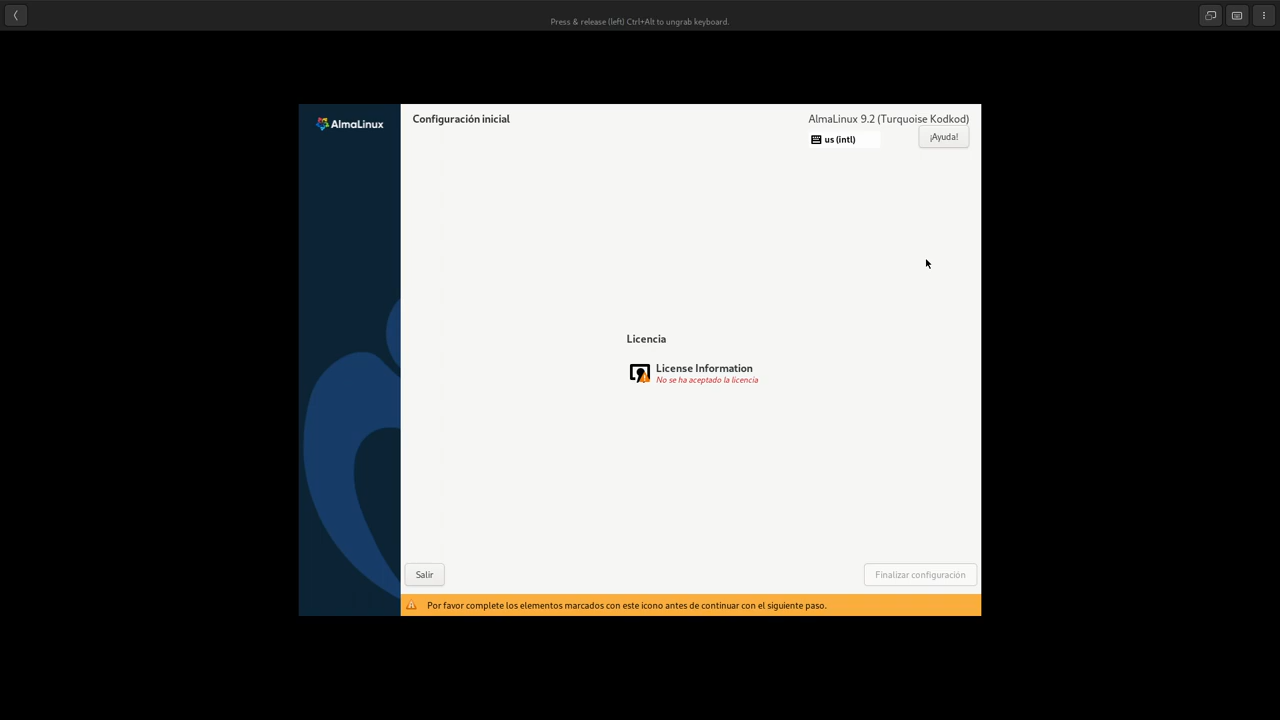 Press & release (left) Ctrl+Alt to ungrab keyboard.
AlmaLinux
Configuración inicial
AlmaLinux 9.2 (Turquoise Kodkod)
us (intl)
¡Ayuda!
Licencia
License Information
No se ha aceptado la licencia
Salir
Finalizar configuración
Por favor complete los elementos marcados con este icono antes de continuar con el siguiente paso.